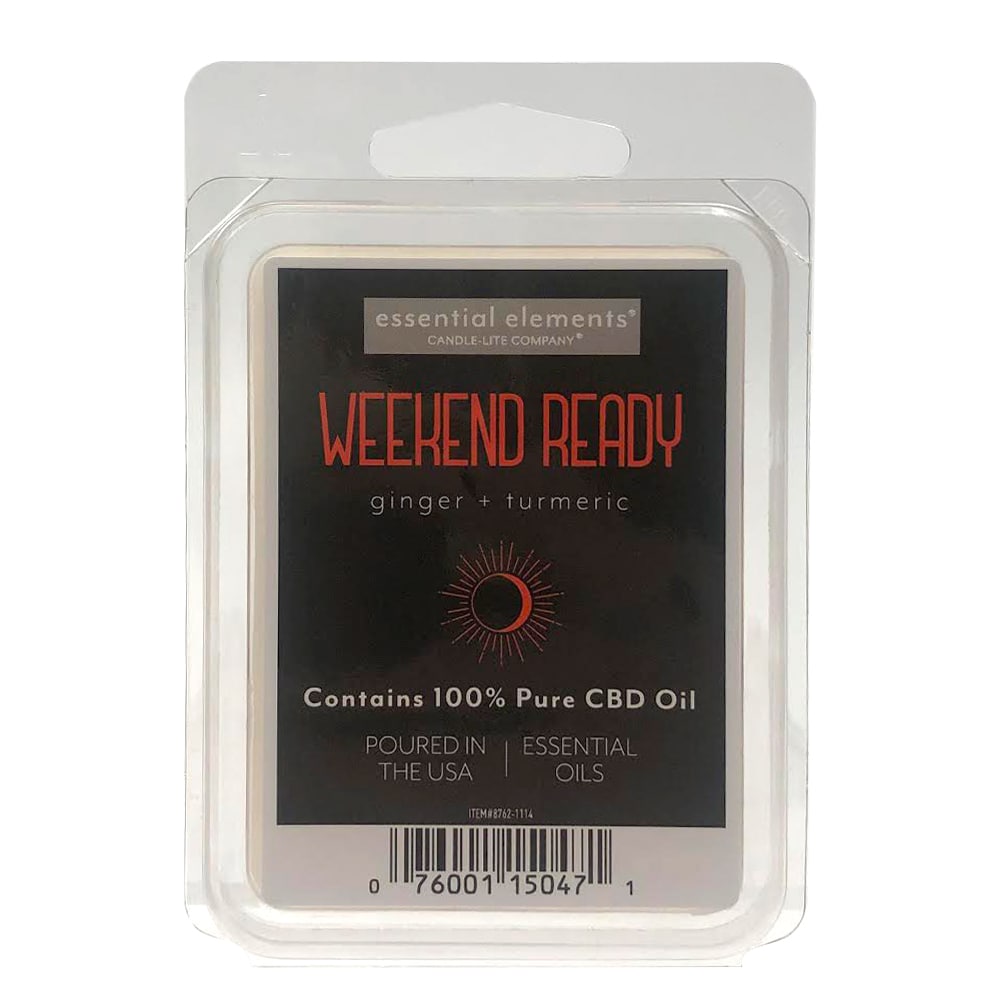 essential elements®
CANDLE-LITE COMPANY®
WEEKEND READY
ginger + turmeric
Contains 100% Pure CBD Oil
POURED IN THE USA | ESSENTIAL OILS
ITEM#8762-1114
0 76001 15047 1